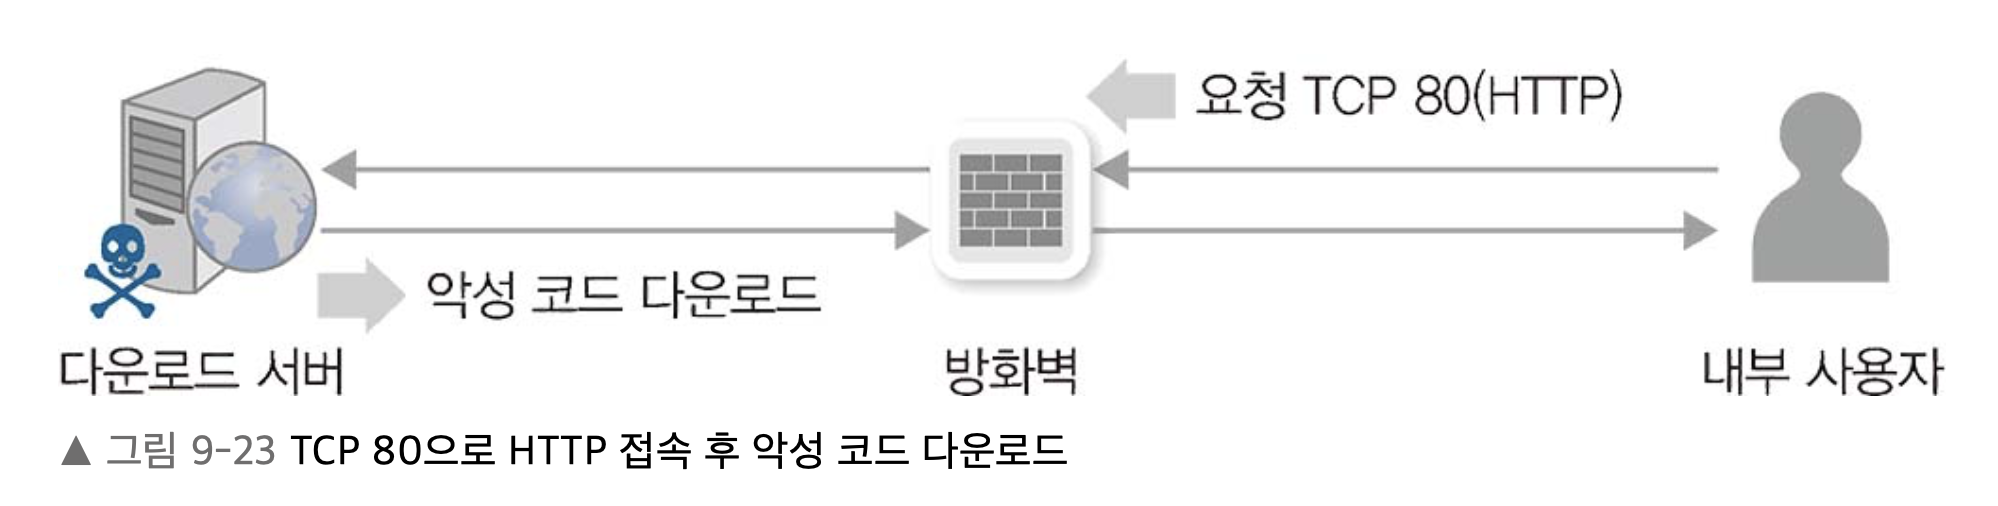 요청 TCP 80(HTTP)
악성 코드 다운로드
다운로드 서버
방화벽
내부 사용자
▲ 그림 9-23 TCP 80으로 HTTP 접속 후 악성 코드 다운로드